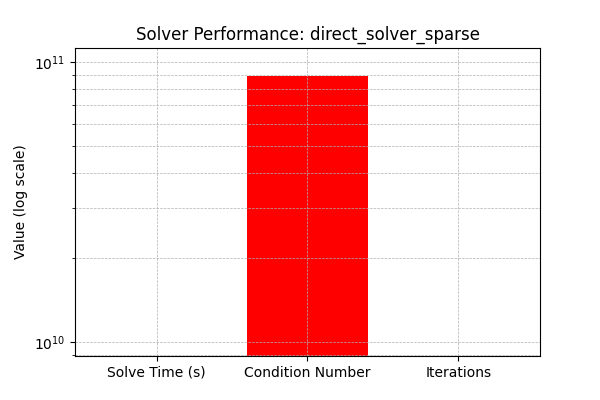 Solver Performance: direct_solver_sparse
Value (log scale)
10¹¹
10¹⁰
Solve Time (s)
Condition Number
Iterations